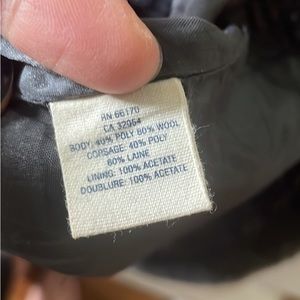 RN 66170
CA 32054
BODY: 40% POLY 60% WOOL
CORSAGE: 40% POLY
60% LAINE
LINING: 100% ACETATE
DOUBLURE: 100% ACETATE